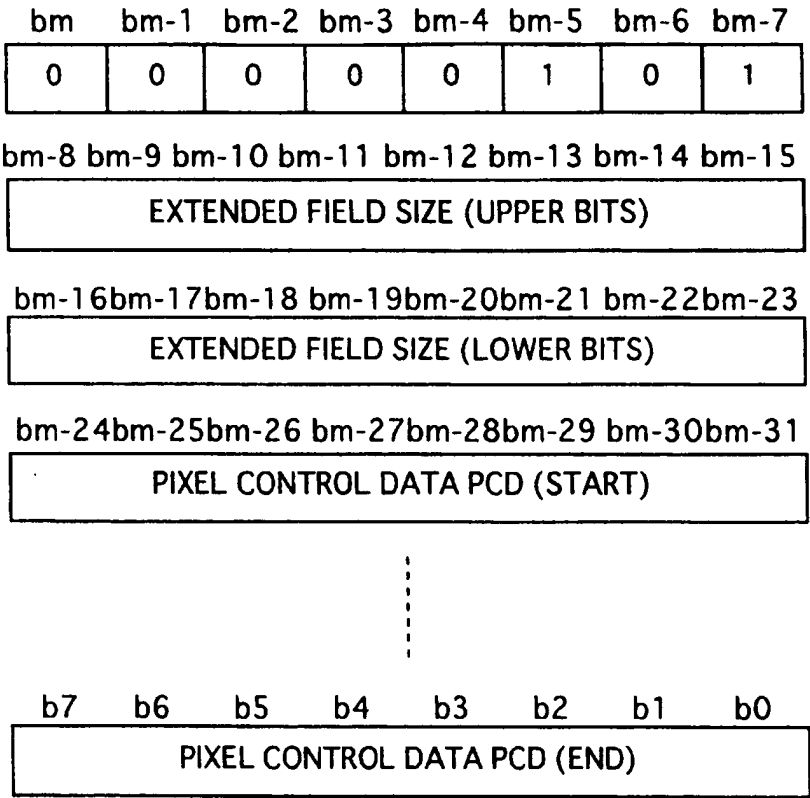 bm bm-1 bm-2 bm-3 bm-4 bm-5 bm-6 bm-7
0 0 0 0 0 1 0 1
bm-8 bm-9 bm-10 bm-11 bm-12 bm-13 bm-14 bm-15
EXTENDED FIELD SIZE (UPPER BITS)
bm-16bm-17bm-18 bm-19bm-20bm-21 bm-22bm-23
EXTENDED FIELD SIZE (LOWER BITS)
bm-24bm-25bm-26 bm-27bm-28bm-29 bm-30bm-31
PIXEL CONTROL DATA PCD (START)
b7 b6 b5 b4 b3 b2 b1 b0
PIXEL CONTROL DATA PCD (END)